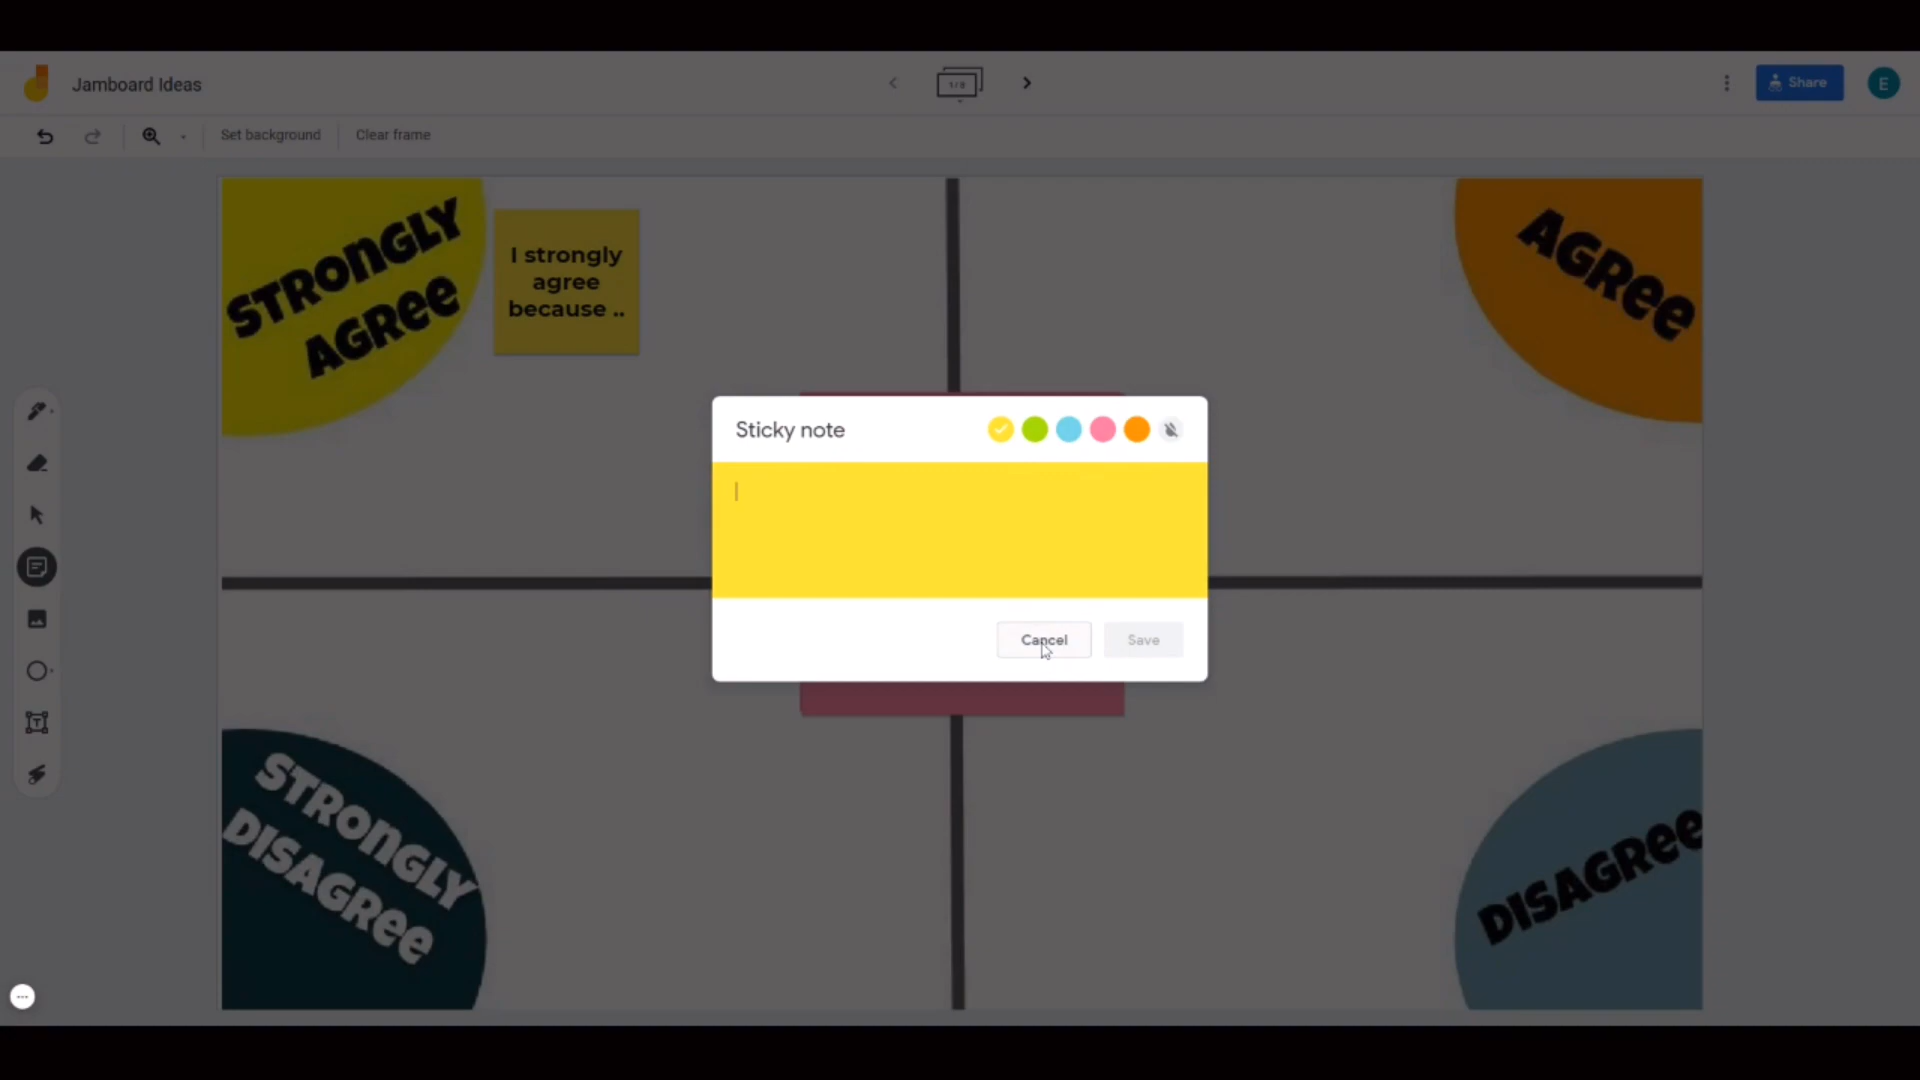 Jamboard Ideas
Share
E
Set background
Clear frame
STRONGLY
AGREE
I strongly
agree
because ..
AGREE
Sticky note
Cancel
Save
STRONGLY
DISAGREE
DISAGREE